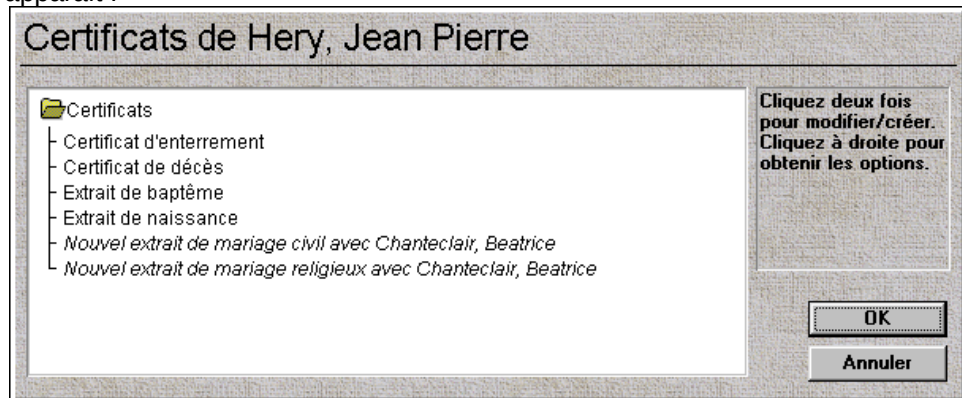 apparaît :
Certificats de Hery, Jean Pierre
Certificats
Certificat d'enterrement
Certificat de décès
Extrait de baptême
Extrait de naissance
Nouvel extrait de mariage civil avec Chanteclair, Beatrice
Nouvel extrait de mariage religieux avec Chanteclair, Beatrice
Cliquez deux fois
pour modifier/créer.
Cliquez à droite pour
obtenir les options.
OK
Annuler